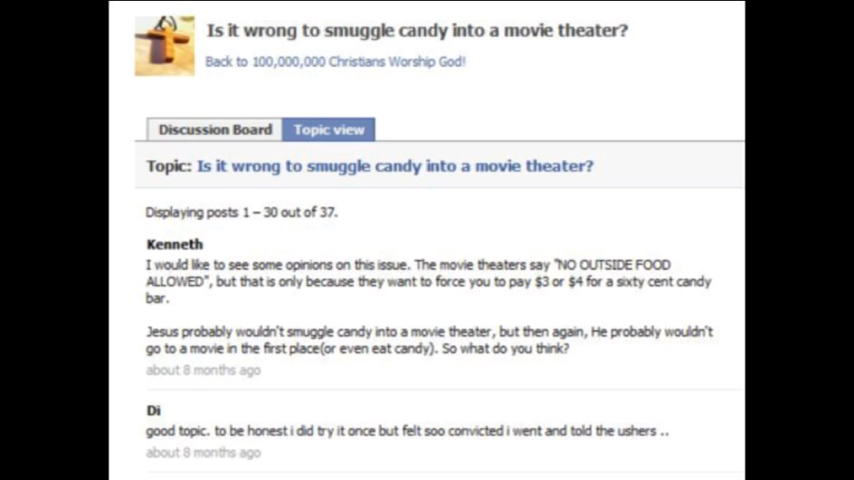 Is it wrong to smuggle candy into a movie theater?
Back to 100,000,000 Christians Worship God!
Discussion Board
Topic view
Topic: Is it wrong to smuggle candy into a movie theater?
Displaying posts 1 – 30 out of 37.
Kenneth
I would like to see some opinions on this issue. The movie theaters say "NO OUTSIDE FOOD
ALLOWED", but that is only because they want to force you to pay $3 or $4 for a sixty cent candy
bar.
Jesus probably wouldn't smuggle candy into a movie theater, but then again, He probably wouldn't
go to a movie in the first place(or even eat candy). So what do you think?
about 8 months ago
Di
good topic. to be honest i did try it once but felt soo convicted i went and told the ushers ..
about 8 months ago